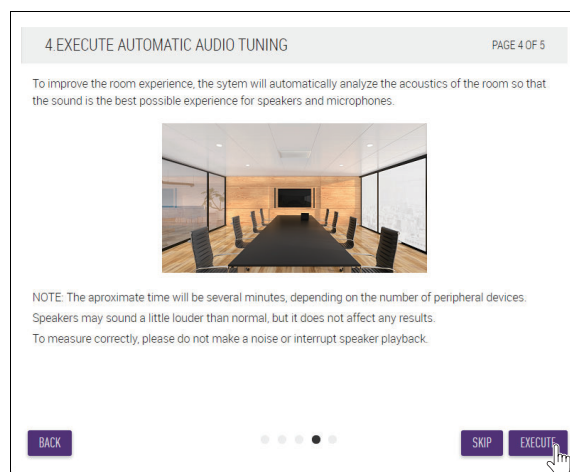 4.EXECUTE AUTOMATIC AUDIO TUNING PAGE 4 OF 5
To improve the room experience, the sytem will automatically analyze the acoustics of the room so that
the sound is the best possible experience for speakers and microphones.
NOTE: The aproximate time will be several minutes, depending on the number of peripheral devices.
Speakers may sound a little louder than normal, but it does not affect any results.
To measure correctly, please do not make a noise or interrupt speaker playback.
BACK SKIP EXECUTE